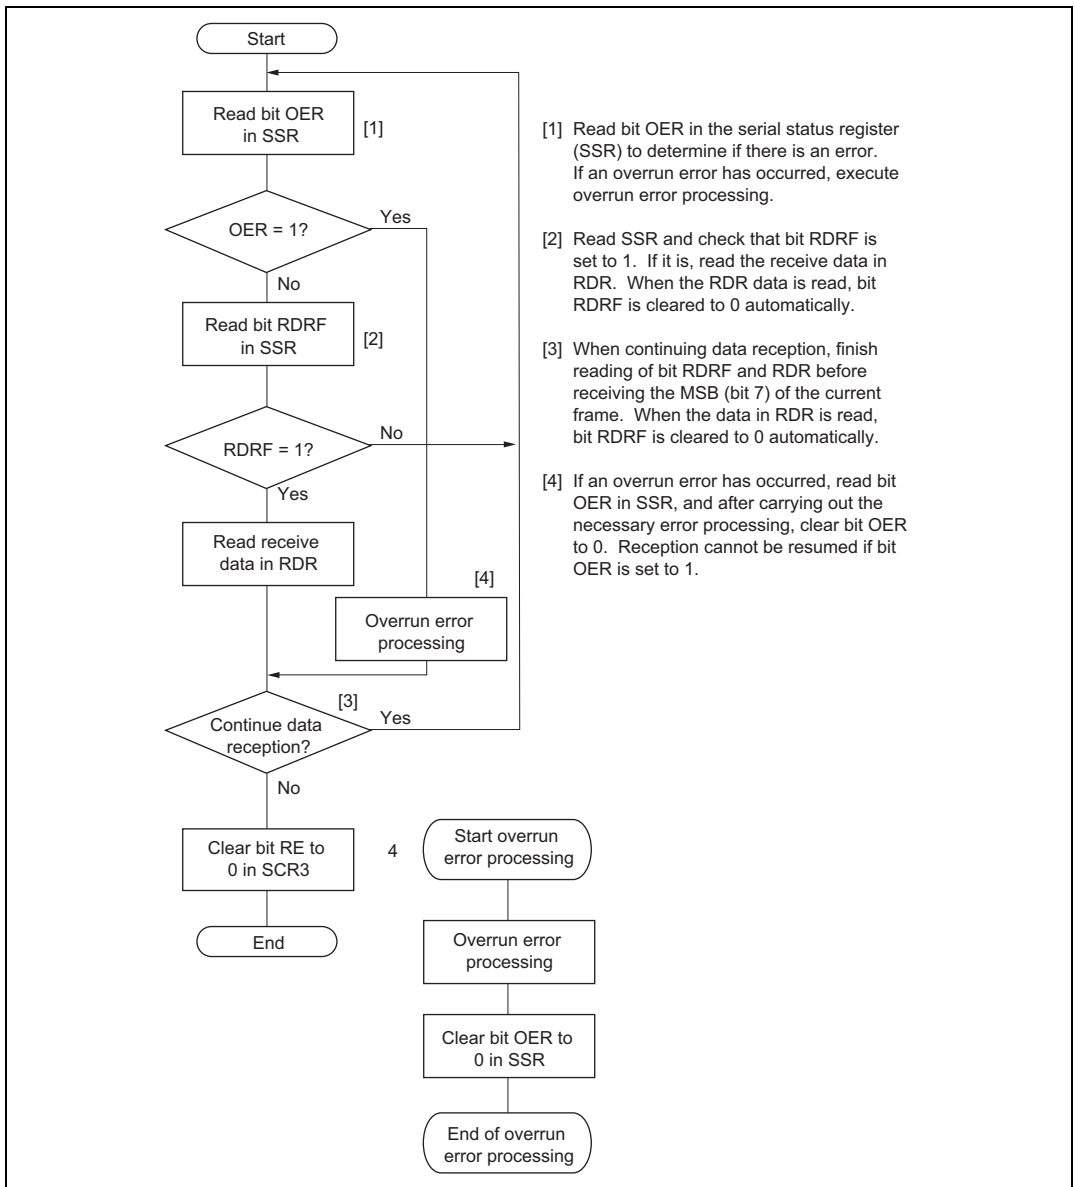 Start
Read bit OER
in SSR
[1]
OER = 1?
Yes
No
Read bit RDRF
in SSR
[2]
RDRF = 1?
No
Yes
Read receive
data in RDR
[4]
Overrun error
processing
[3]
Continue data
reception?
Yes
No
Clear bit RE to
0 in SCR3
End
4
Start overrun
error processing
Overrun error
processing
Clear bit OER to
0 in SSR
End of overrun
error processing
[1] Read bit OER in the serial status register
(SSR) to determine if there is an error.
If an overrun error has occurred, execute
overrun error processing.
[2] Read SSR and check that bit RDRF is
set to 1. If it is, read the receive data in
RDR. When the RDR data is read, bit
RDRF is cleared to 0 automatically.
[3] When continuing data reception, finish
reading of bit RDRF and RDR before
receiving the MSB (bit 7) of the current
frame. When the data in RDR is read,
bit RDRF is cleared to 0 automatically.
[4] If an overrun error has occurred, read bit
OER in SSR, and after carrying out the
necessary error processing, clear bit OER
to 0. Reception cannot be resumed if bit
OER is set to 1.